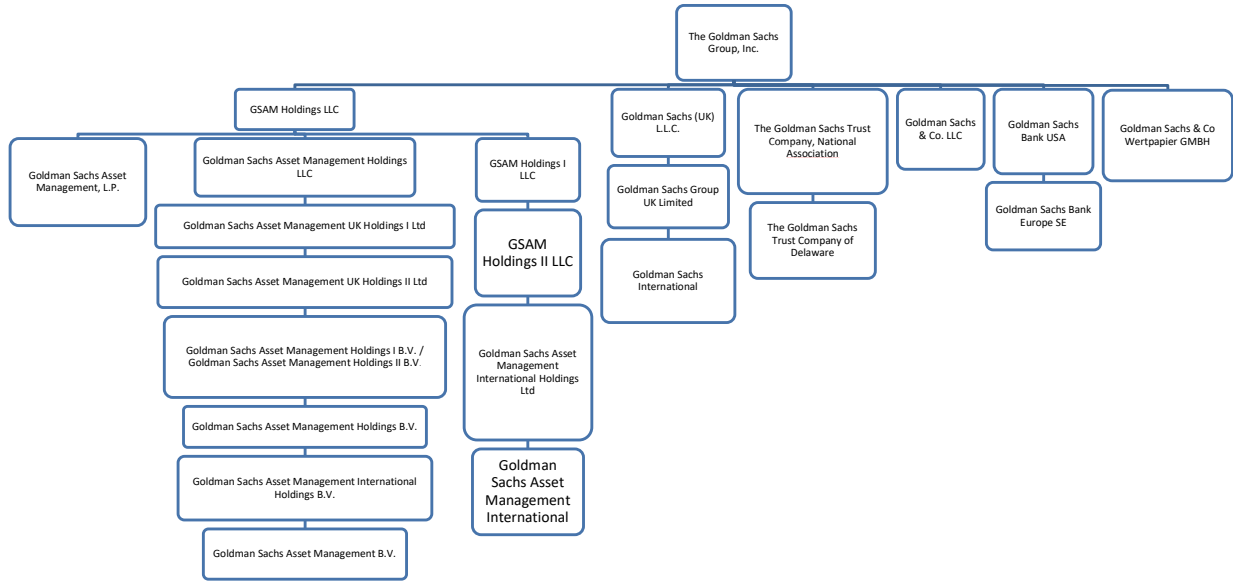 The Goldman Sachs
Group, Inc.
GSAM Holdings LLC
Goldman Sachs Asset
Management, L.P.
Goldman Sachs Asset Management Holdings
LLC
Goldman Sachs Asset Management UK Holdings I Ltd
Goldman Sachs Asset Management UK Holdings II Ltd
Goldman Sachs Asset Management Holdings I B.V. /
Goldman Sachs Asset Management Holdings II B.V.
Goldman Sachs Asset Management Holdings B.V.
Goldman Sachs Asset Management International
Holdings B.V.
Goldman Sachs Asset Management B.V.
GSAM Holdings I
LLC
GSAM
Holdings II LLC
Goldman Sachs Asset
Management
International Holdings
Ltd
Goldman
Sachs Asset
Management
International
Goldman Sachs (UK)
L.L.C.
Goldman Sachs Group
UK Limited
Goldman Sachs
International
The Goldman Sachs Trust
Company, National
Association
The Goldman Sachs
Trust Company of
Delaware
Goldman Sachs
& Co. LLC
Goldman Sachs
Bank USA
Goldman Sachs Bank
Europe SE
Goldman Sachs & Co
Wertpapier GMBH